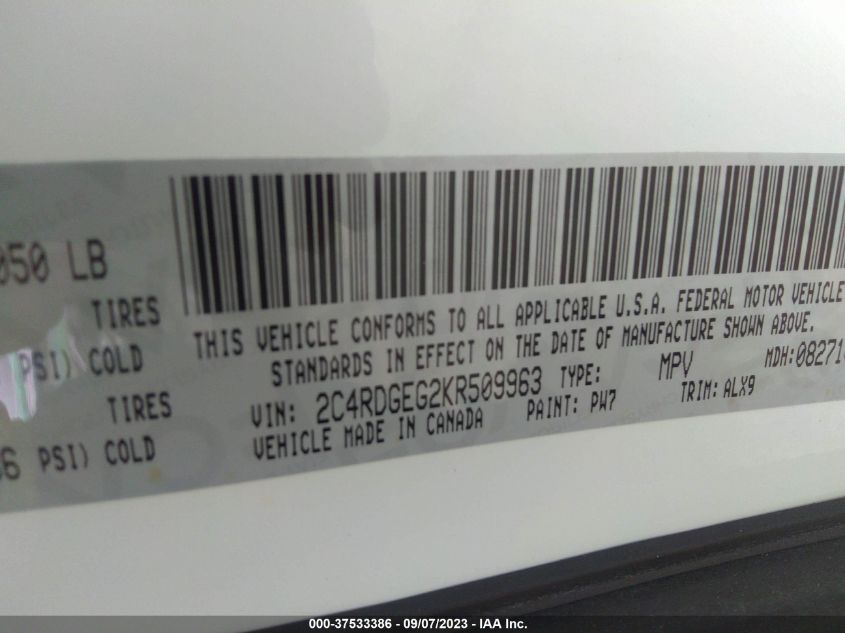 050 LB
TIRES
PSI) COLD
TIRES
36 PSI) COLD
THIS VEHICLE CONFORMS TO ALL APPLICABLE U.S.A. FEDERAL MOTOR VEHICLE
STANDARDS IN EFFECT ON THE DATE OF MANUFACTURE SHOWN ABOVE.
VIN: 2C4RDGEG2KR509963 TYPE: MPV MDH:08271
VEHICLE MADE IN CANADA PAINT: PW7 TRIM: ALX9
000-37533386 - 09/07/2023 - IAA Inc.